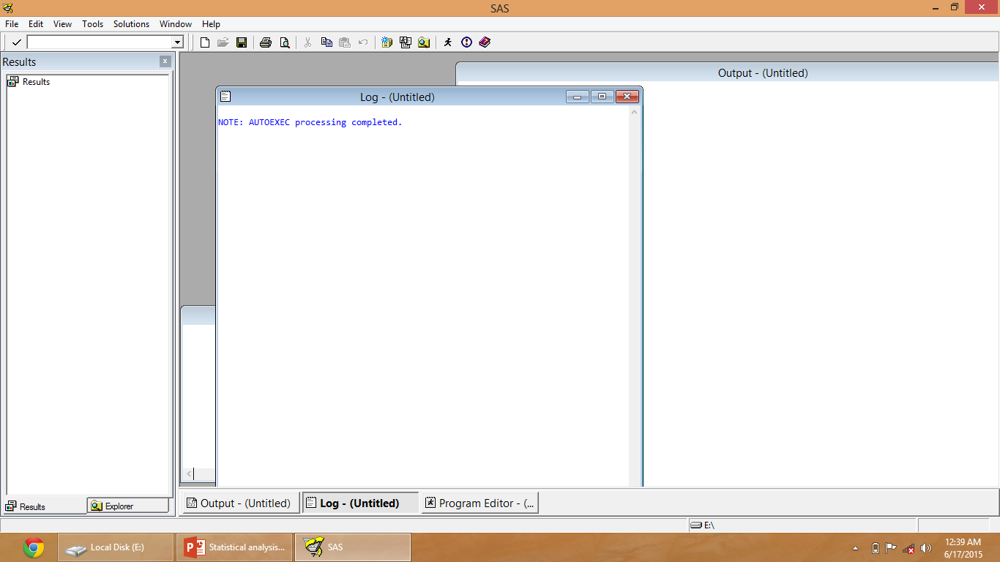 SAS
File Edit View Tools Solutions Window Help
Results
Results
Output - (Untitled)
Log - (Untitled)
NOTE: AUTOEXEC processing completed.
Results Explorer
Output - (Untitled) Log - (Untitled) Program Editor - (...
E:\
Local Disk (E:) Statistical analysis... SAS
12:39 AM
6/17/2015